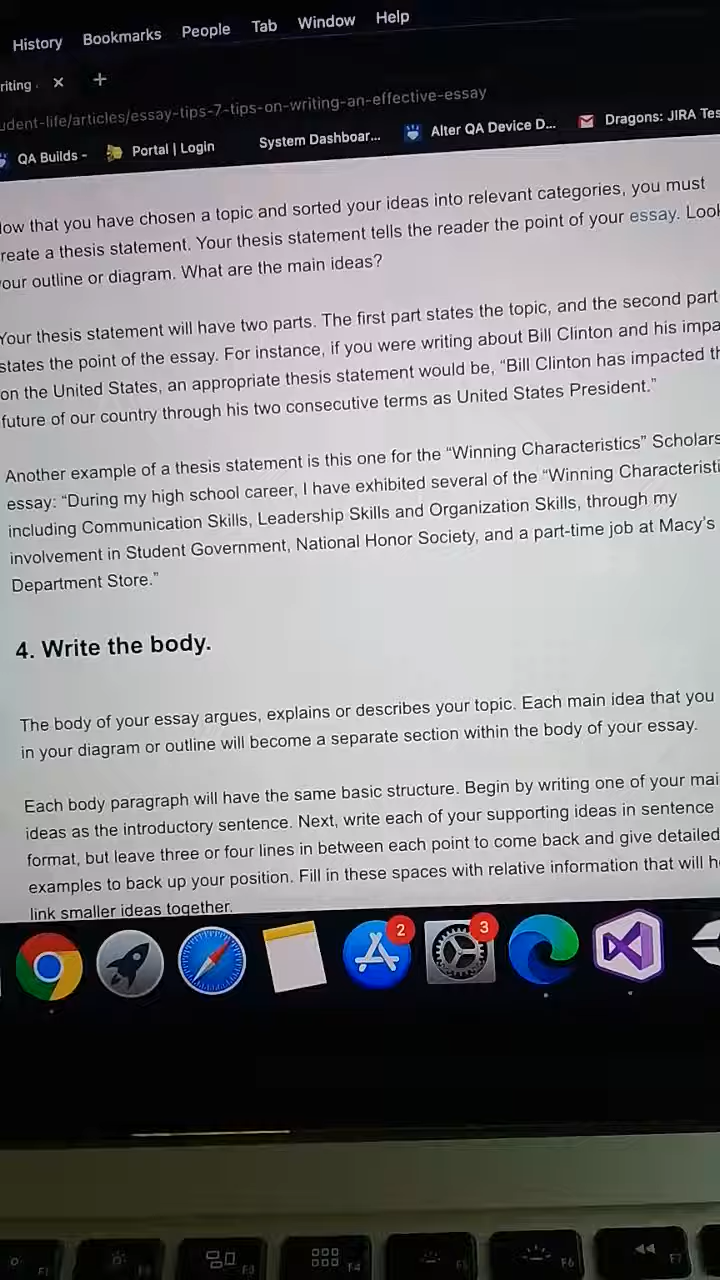 History Bookmarks People Tab Window Help
riting
udent-life/articles/essay-tips-7-tips-on-writing-an-effective-essay
QA Builds - Portal | Login System Dashboar... Alter QA Device D... Dragons: JIRA Tes
low that you have chosen a topic and sorted your ideas into relevant categories, you must
reate a thesis statement. Your thesis statement tells the reader the point of your essay. Look
our outline or diagram. What are the main ideas?
Your thesis statement will have two parts. The first part states the topic, and the second part
states the point of the essay. For instance, if you were writing about Bill Clinton and his impa
on the United States, an appropriate thesis statement would be, “Bill Clinton has impacted th
future of our country through his two consecutive terms as United States President.”
Another example of a thesis statement is this one for the “Winning Characteristics” Scholars
essay: “During my high school career, I have exhibited several of the “Winning Characteristi
including Communication Skills, Leadership Skills and Organization Skills, through my
involvement in Student Government, National Honor Society, and a part-time job at Macy’s
Department Store.”
4. Write the body.
The body of your essay argues, explains or describes your topic. Each main idea that you
in your diagram or outline will become a separate section within the body of your essay.
Each body paragraph will have the same basic structure. Begin by writing one of your mai
ideas as the introductory sentence. Next, write each of your supporting ideas in sentence
format, but leave three or four lines in between each point to come back and give detailed
examples to back up your position. Fill in these spaces with relative information that will h
link smaller ideas together.
2 3
F1 F3 F4 F5 F6 F7